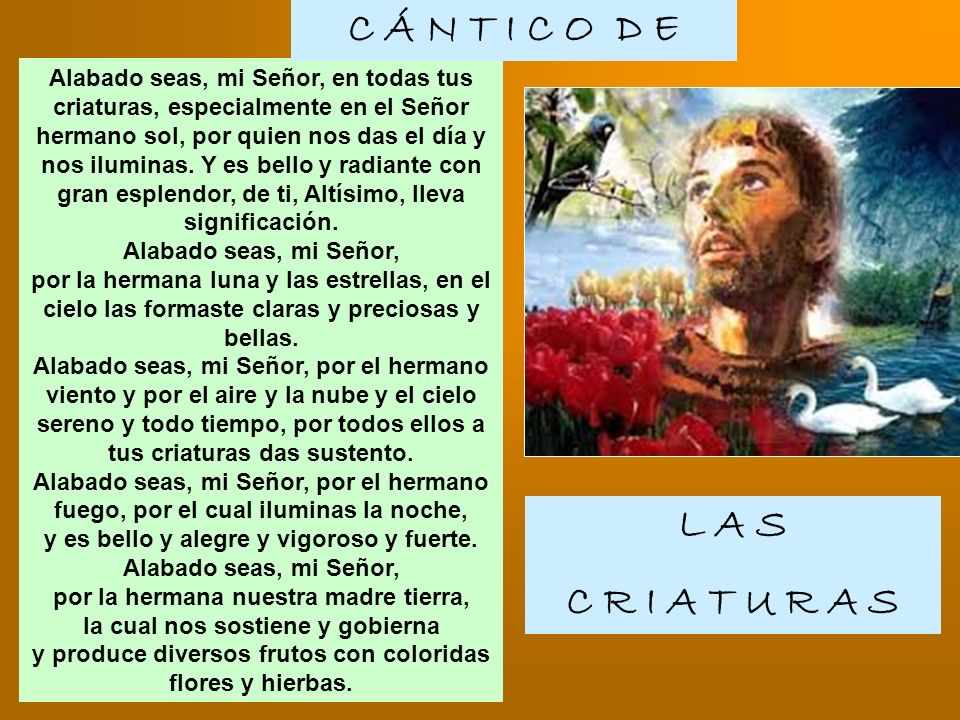 CÁNTICO DE
Alabado seas, mi Señor, en todas tus
criaturas, especialmente en el Señor
hermano sol, por quien nos das el día y
nos iluminas. Y es bello y radiante con
gran esplendor, de ti, Altísimo, lleva
significación.
Alabado seas, mi Señor,
por la hermana luna y las estrellas, en el
cielo las formaste claras y preciosas y
bellas.
Alabado seas, mi Señor, por el hermano
viento y por el aire y la nube y el cielo
sereno y todo tiempo, por todos ellos a
tus criaturas das sustento.
Alabado seas, mi Señor, por el hermano
fuego, por el cual iluminas la noche,
y es bello y alegre y vigoroso y fuerte.
Alabado seas, mi Señor,
por la hermana nuestra madre tierra,
la cual nos sostiene y gobierna
y produce diversos frutos con coloridas
flores y hierbas.
LAS
CRIATURAS